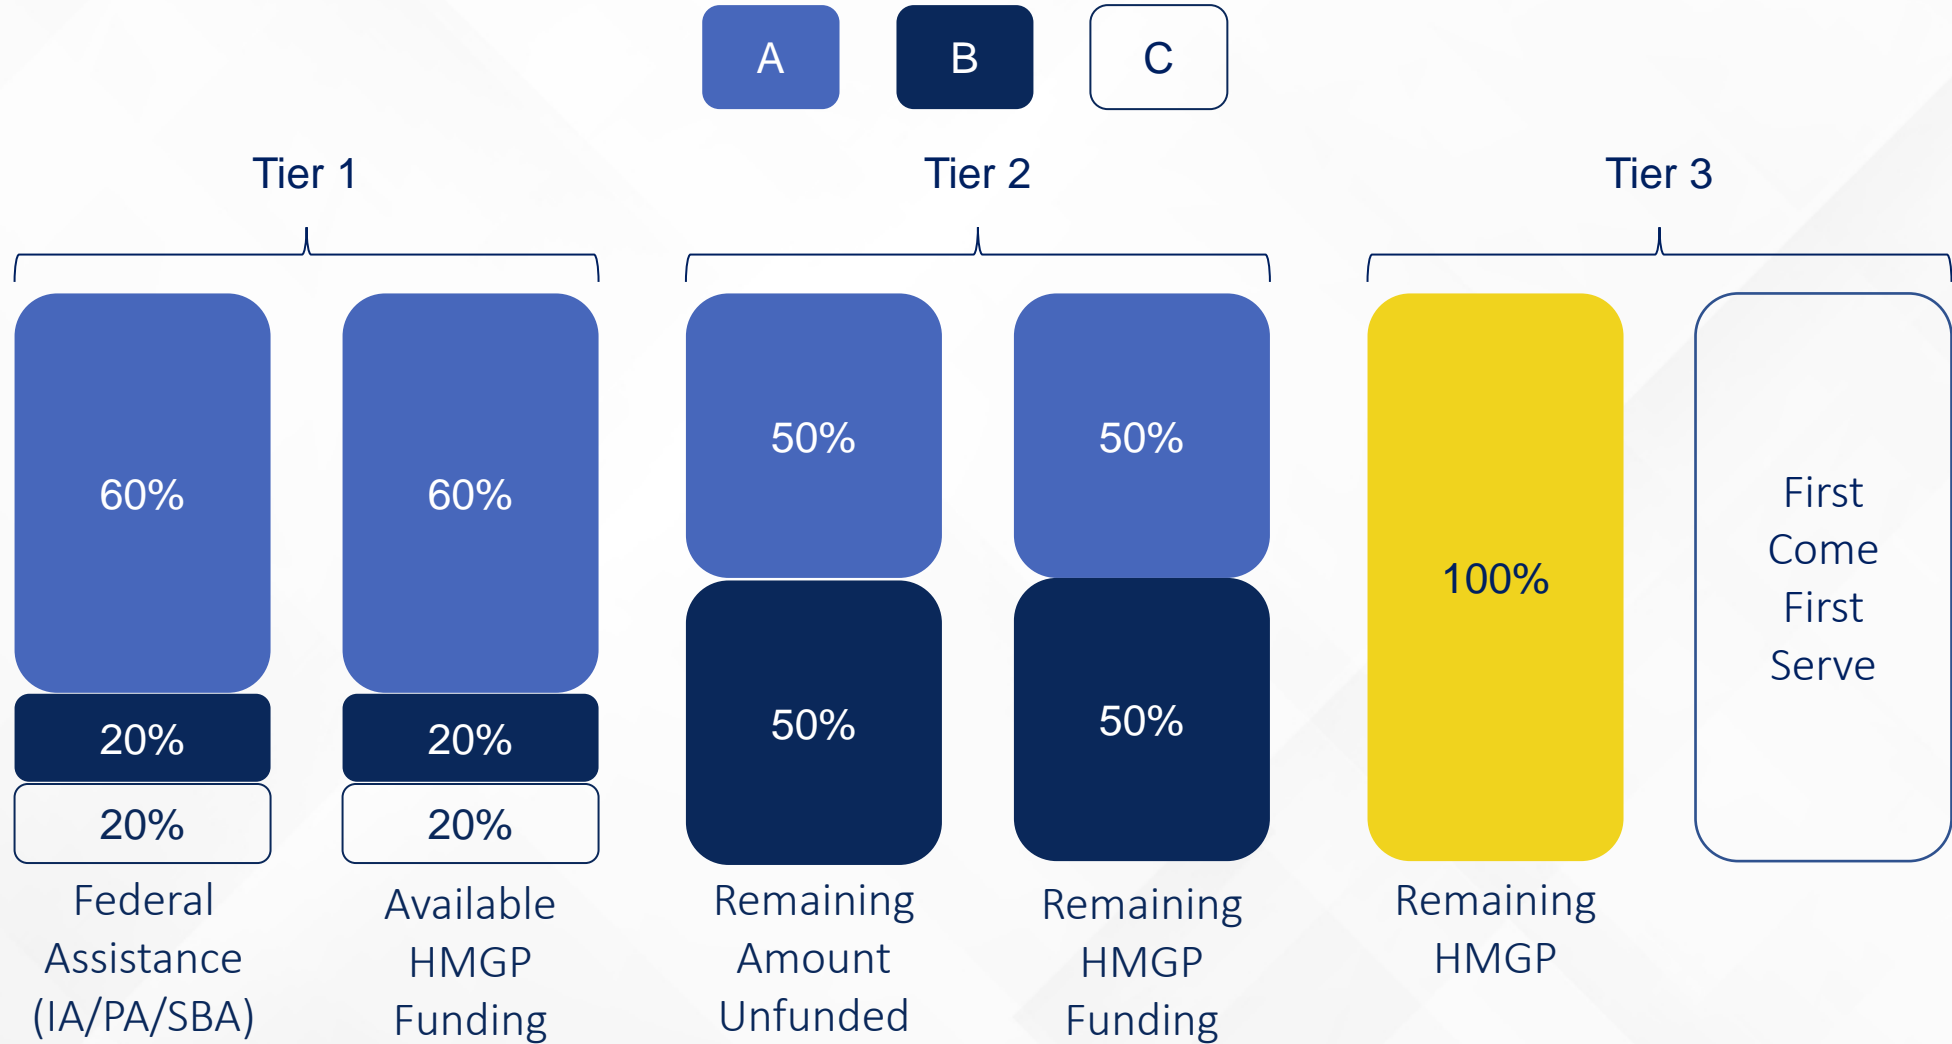 A
B
C
Tier 1
Tier 2
Tier 3
60%
20%
20%
Federal
Assistance
(IA/PA/SBA)
60%
20%
20%
Available
HMGP
Funding
50%
50%
Remaining
Amount
Unfunded
50%
50%
Remaining
HMGP
Funding
100%
Remaining
HMGP
First
Come
First
Serve